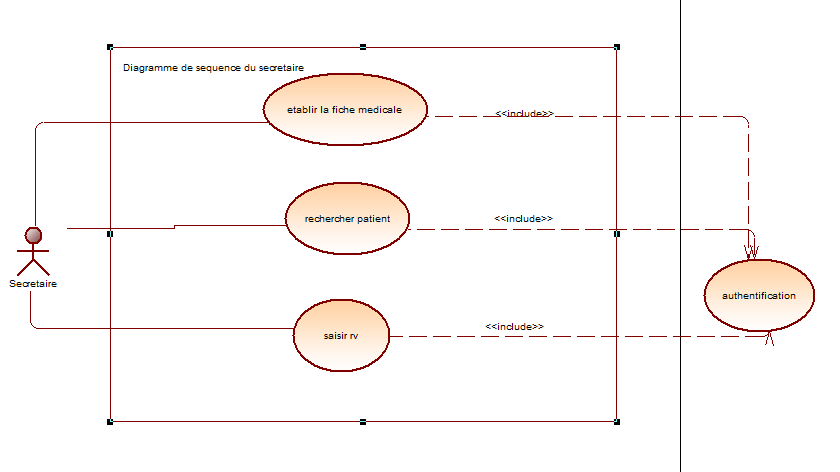 Diagramme de sequence du secretaire
etablir la fiche medicale
<<include>>
rechercher patient
<<include>>
Secretaire
authentification
saisir rv
<<include>>